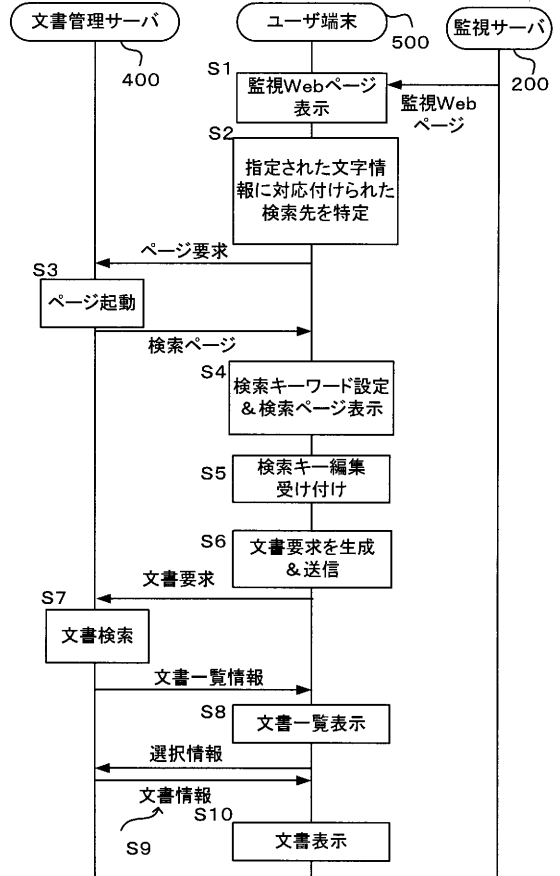 文書管理サーバ
ユーザ端末
監視サーバ
400
500
200
S1
監視Webページ
表示
監視Web
ページ
S2
指定された文字情
報に対応付けられた
検索先を特定
ページ要求
S3
ページ起動
検索ページ
S4
検索キーワード設定
＆検索ページ表示
S5
検索キー編集
受け付け
S6
文書要求を生成
＆送信
文書要求
S7
文書検索
文書一覧情報
S8
文書一覧表示
選択情報
文書情報
S9
S10
文書表示